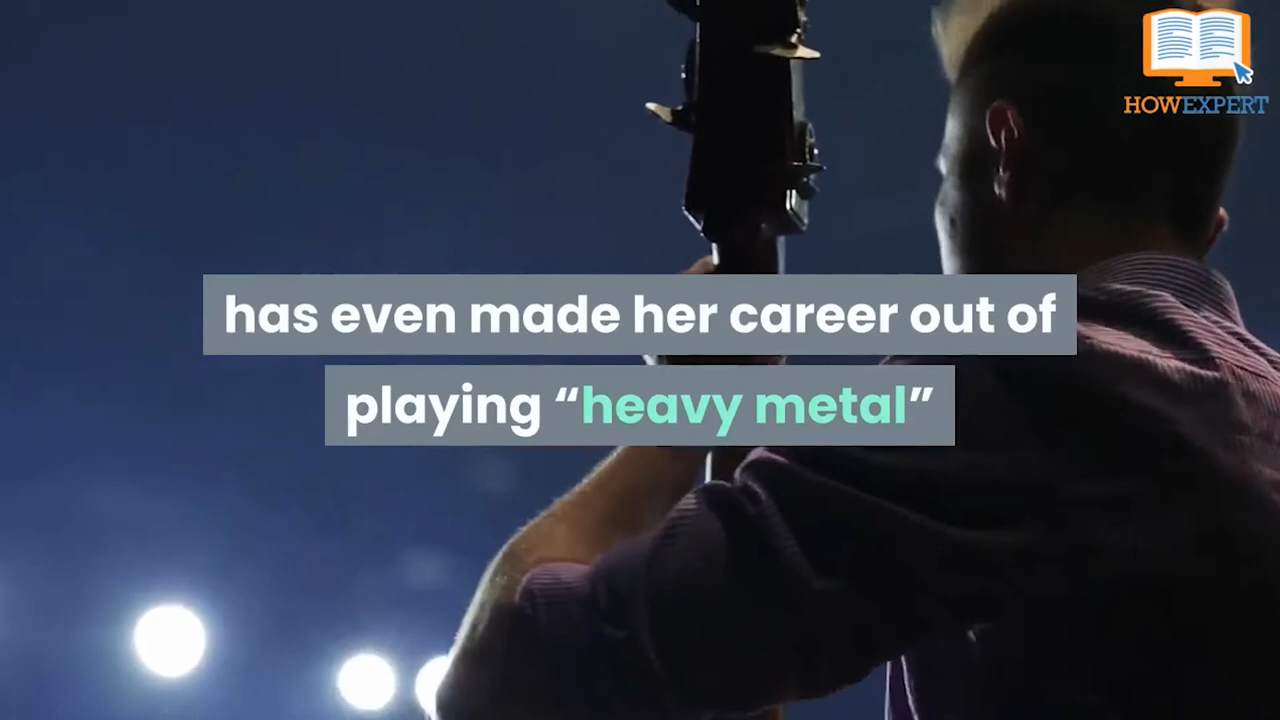 HOWEXPERT
has even made her career out of
playing “heavy metal”